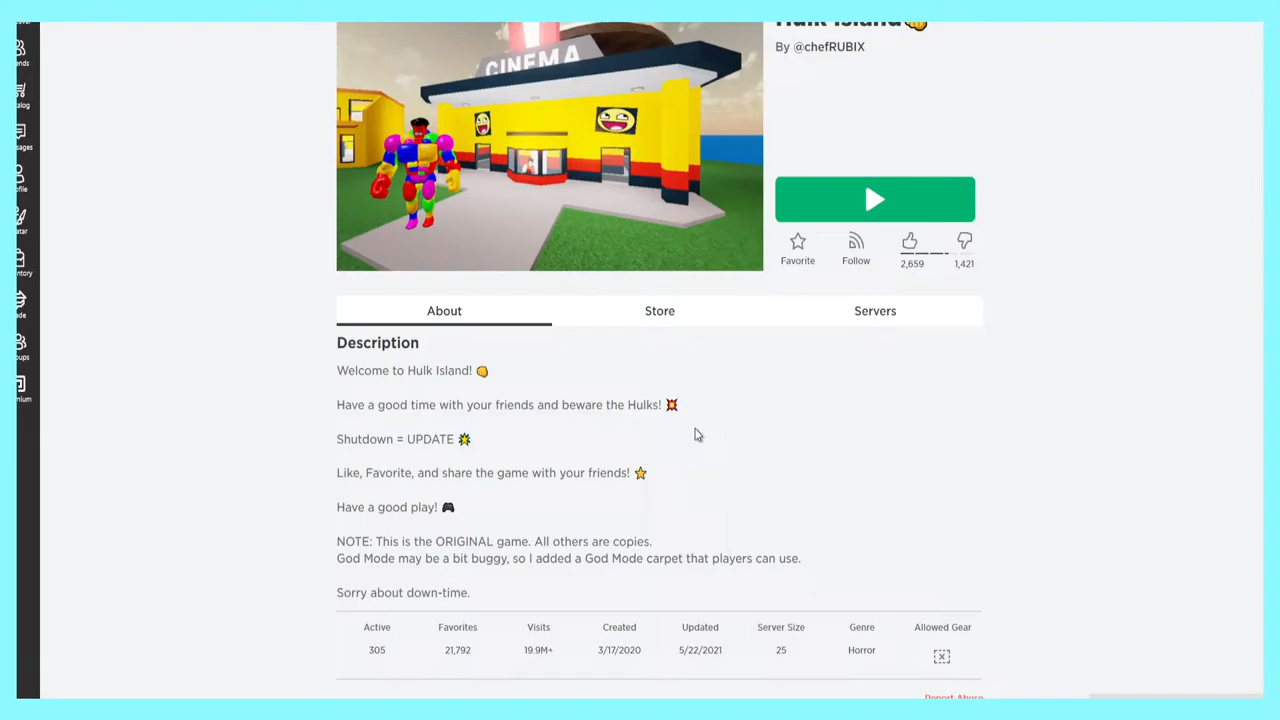 Hulk Island👊
By @chefRUBIX
CINEMA
Favorite
Follow
2,659
1,421
About
Store
Servers
Description
Welcome to Hulk Island! 👊
Have a good time with your friends and beware the Hulks! 💥
Shutdown = UPDATE 🌟
Like, Favorite, and share the game with your friends! ⭐
Have a good play! 🎮
NOTE: This is the ORIGINAL game. All others are copies.
God Mode may be a bit buggy, so I added a God Mode carpet that players can use.
Sorry about down-time.
Active Favorites Visits Created Updated Server Size Genre Allowed Gear
305 21,792 19.9M+ 3/17/2020 5/22/2021 25 Horror
Report Abuse